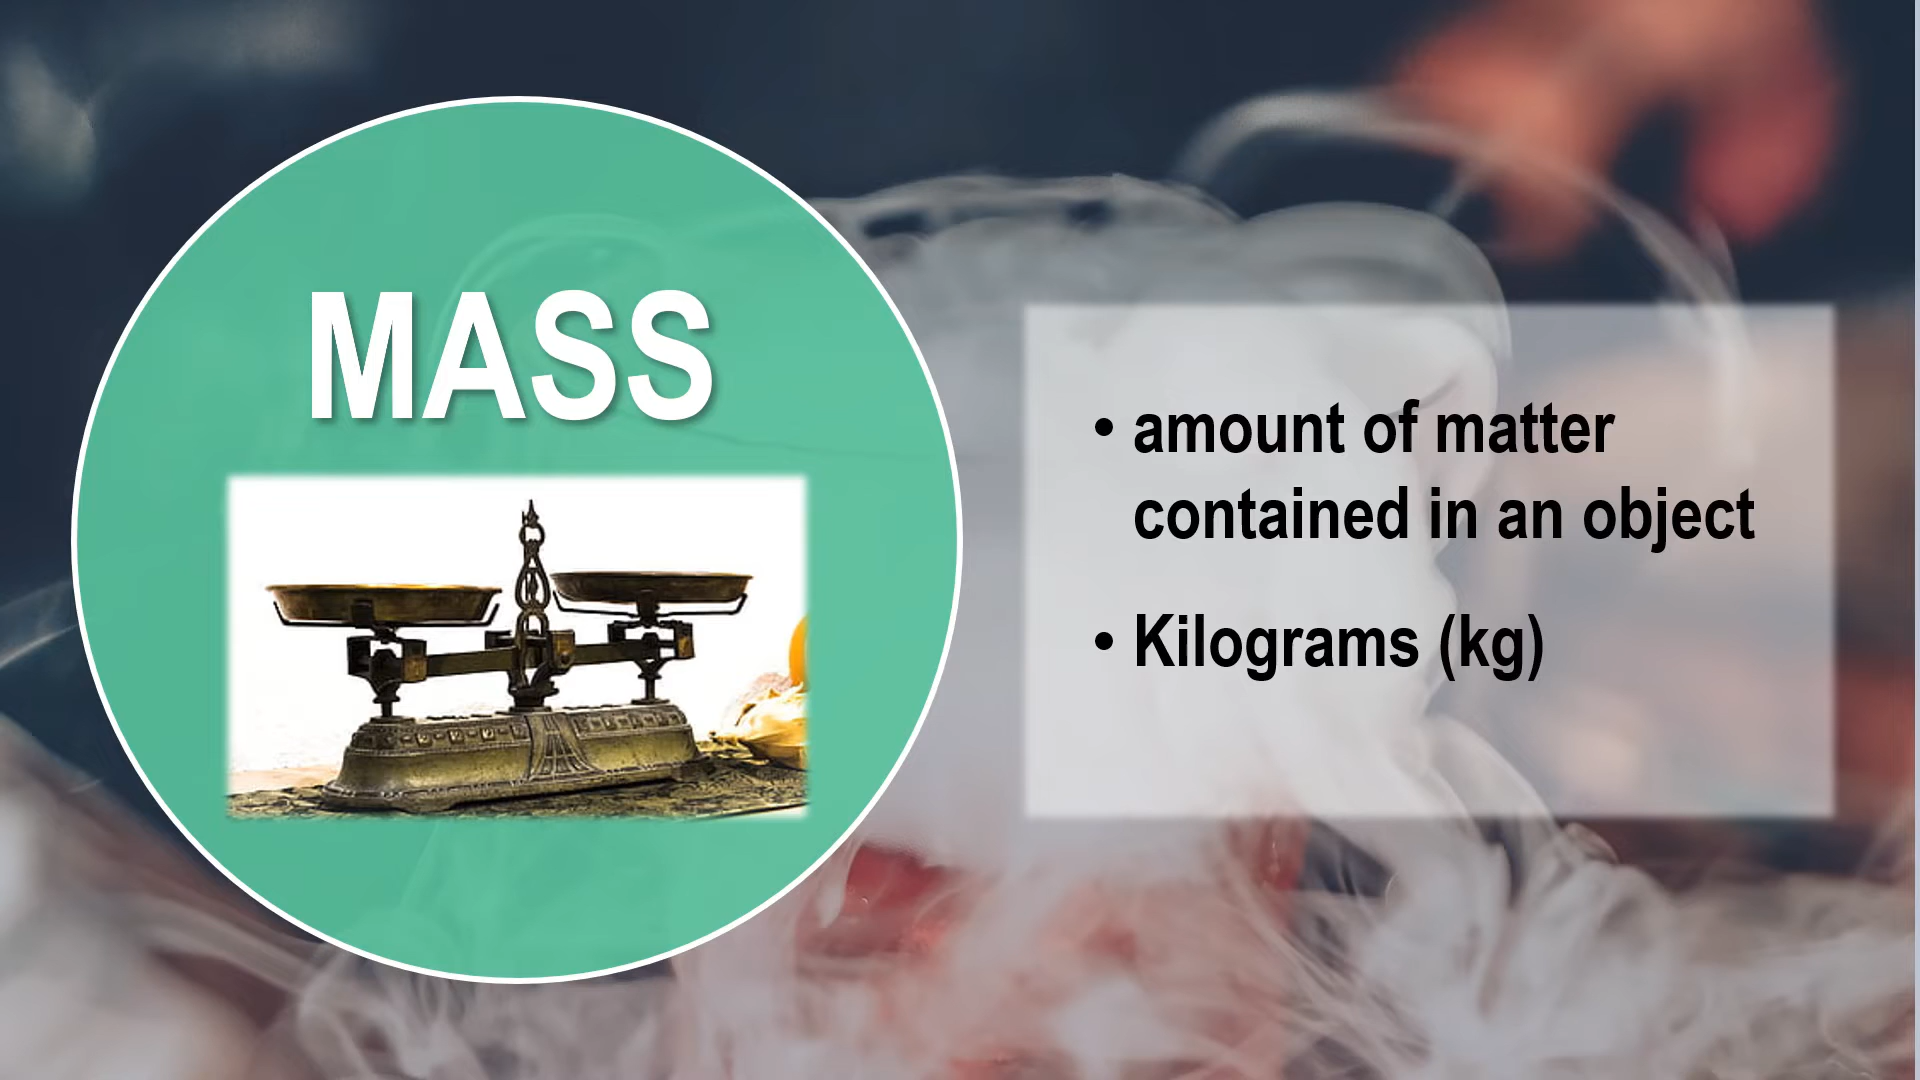 MASS
• amount of matter
contained in an object
• Kilograms (kg)